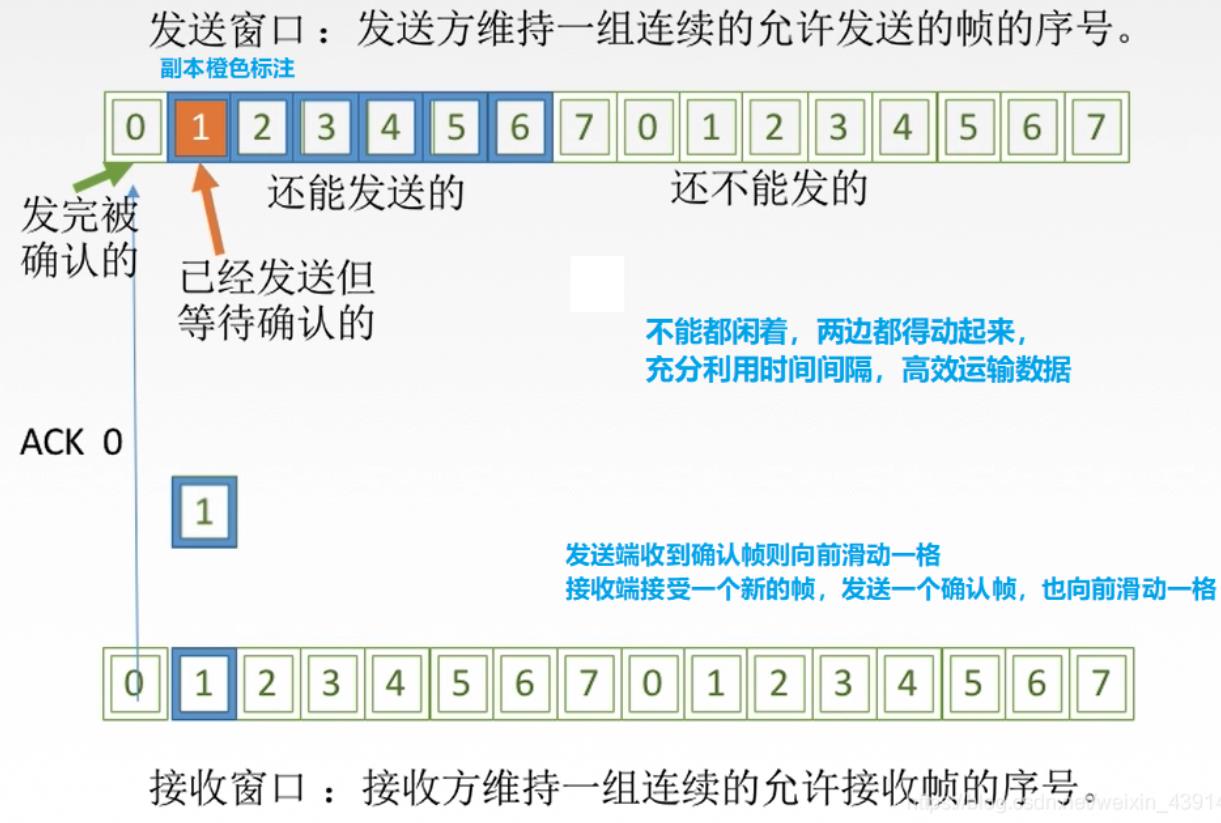 发送窗口：发送方维持一组连续的允许发送的帧的序号。
副本橙色标注
0 1 2 3 4 5 6 7 0 1 2 3 4 5 6 7
还能发送的
还不能发的
发完被
确认的
已经发送但
等待确认的
不能都闲着，两边都得动起来，
充分利用时间间隔，高效运输数据
ACK 0
1
发送端收到确认帧则向前滑动一格
接收端接受一个新的帧，发送一个确认帧，也向前滑动一格
0 1 2 3 4 5 6 7 0 1 2 3 4 5 6 7
接收窗口：接收方维持一组连续的允许接收帧的序号。
https://blog.csdn.net/weixin_43914